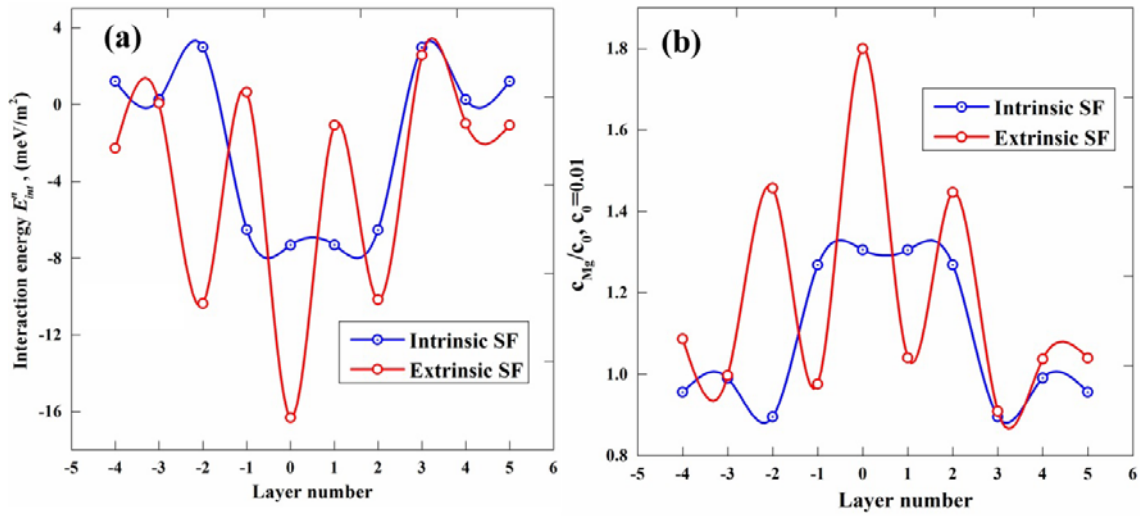 (a)
Interaction energy E^n_int , (meV/m²)
4
0
-4
-8
-12
-16
Intrinsic SF
Extrinsic SF
-5 -4 -3 -2 -1 0 1 2 3 4 5 6
Layer number
(b)
c_Mg/c_0, c_0=0.01
1.8
1.6
1.4
1.2
1.0
0.8
Intrinsic SF
Extrinsic SF
-5 -4 -3 -2 -1 0 1 2 3 4 5 6
Layer number